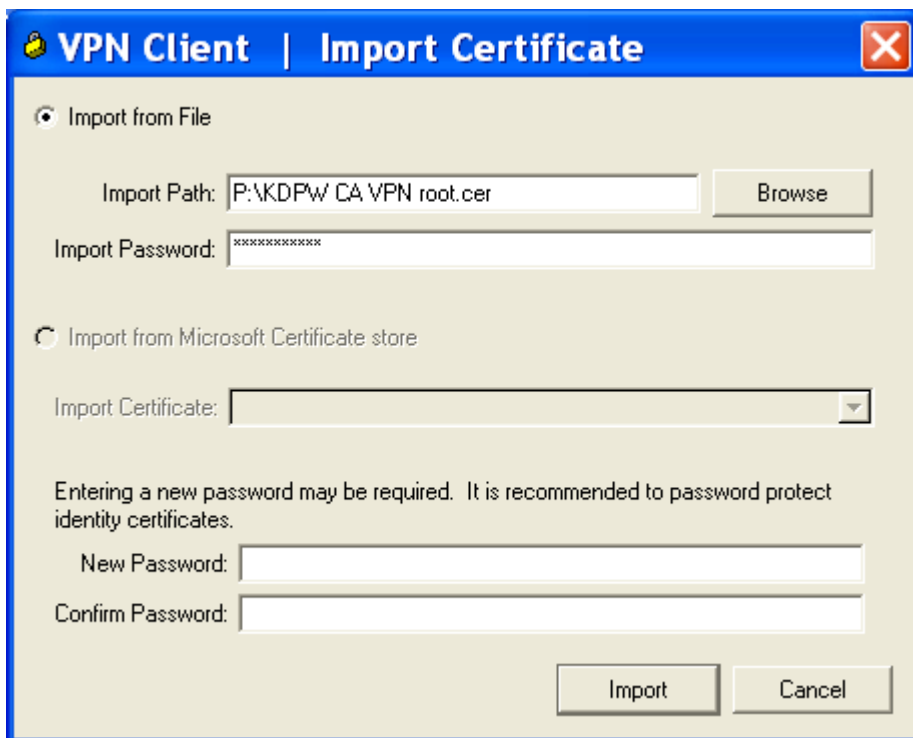 VPN Client | Import Certificate
Import from File
Import Path: P:\KDPW CA VPN root.cer Browse
Import Password: ***********
Import from Microsoft Certificate store
Import Certificate:
Entering a new password may be required. It is recommended to password protect
identity certificates.
New Password:
Confirm Password:
Import Cancel